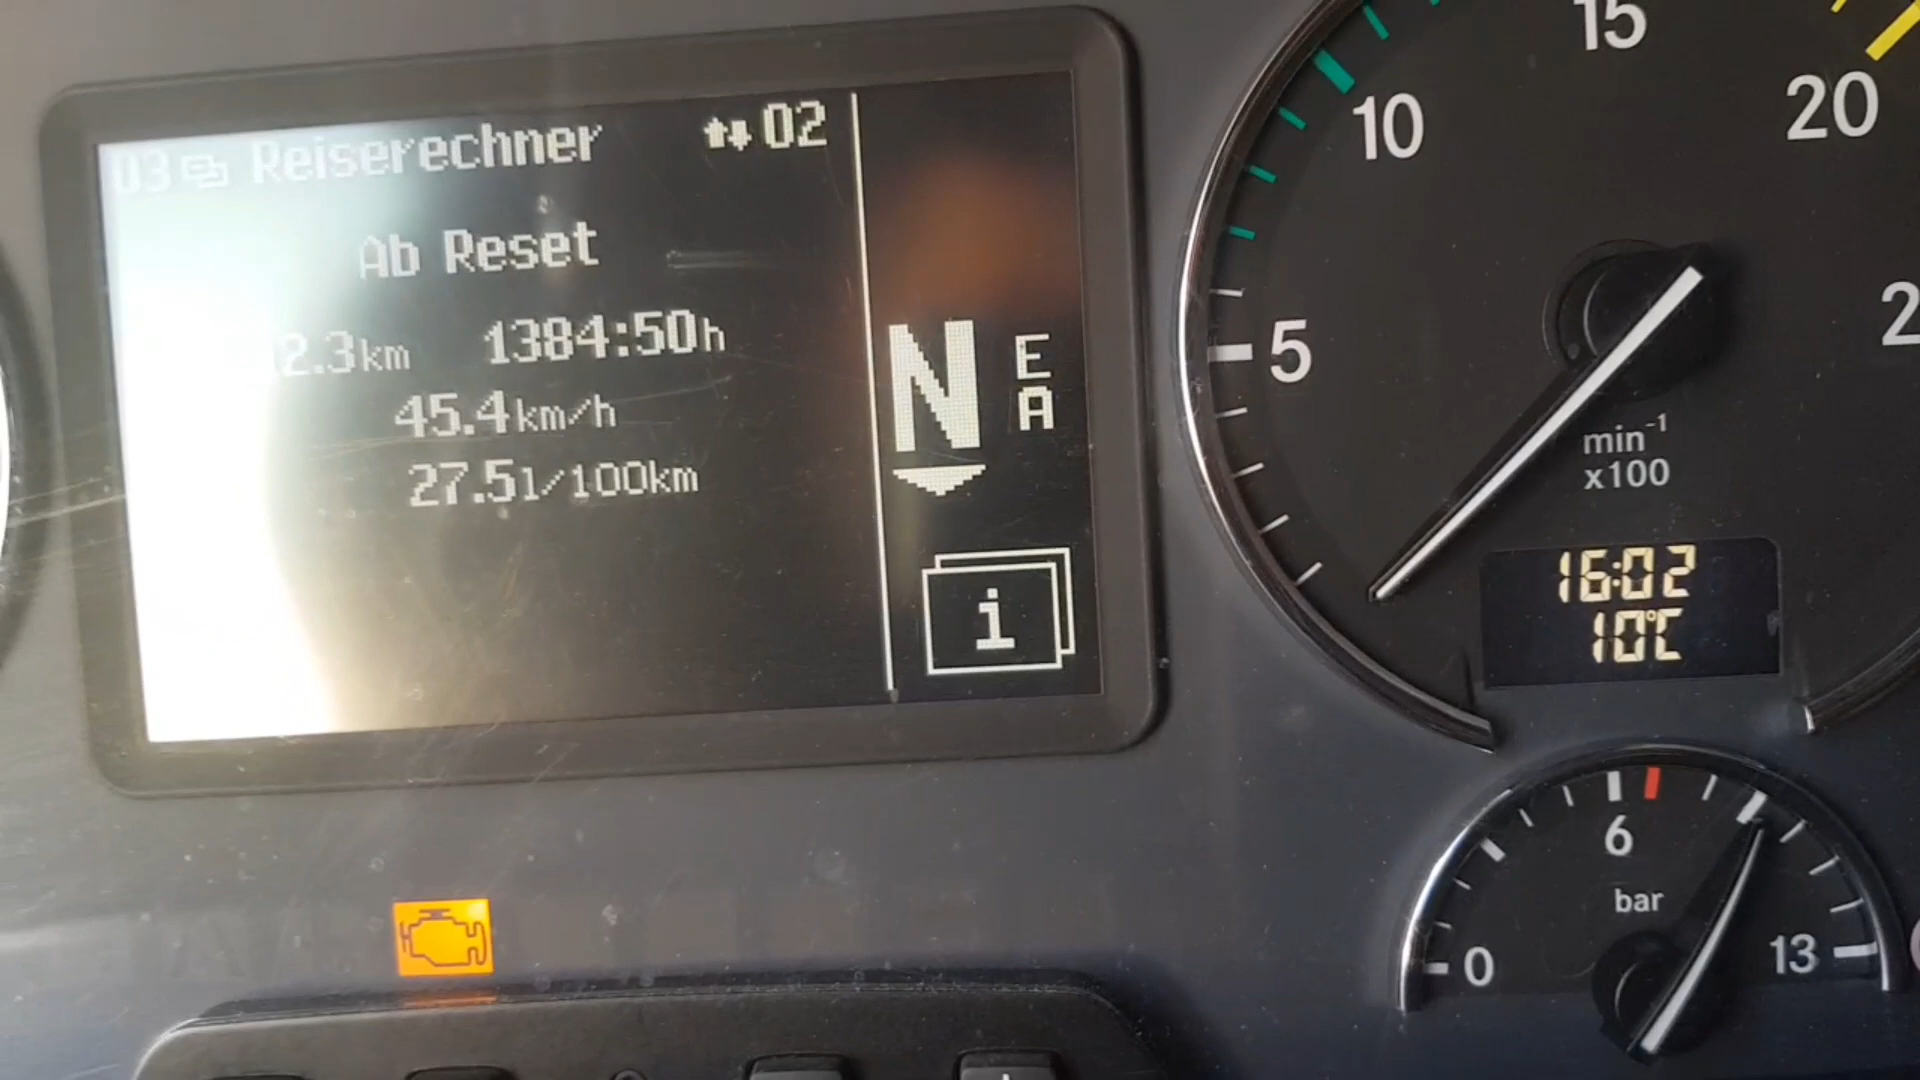 03 Reiserechner 02
Ab Reset
2.3km 1384:50h
45.4km/h
27.5l/100km
N E
A
i
5
10
15
20
min⁻¹
x100
16:02
10°C
0
6
bar
13